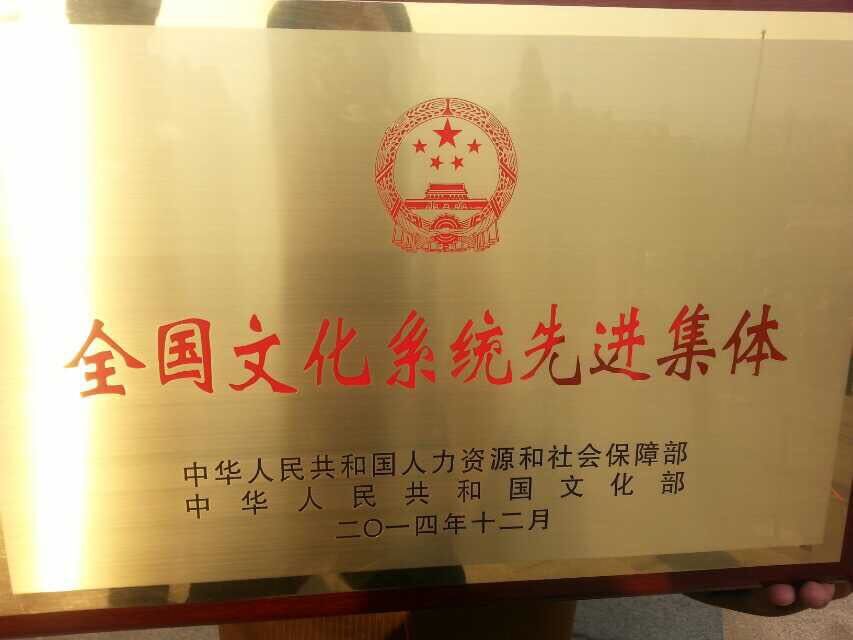 全国文化系统先进集体
中华人民共和国人力资源和社会保障部
中华人民共和国文化部
二〇一四年十二月